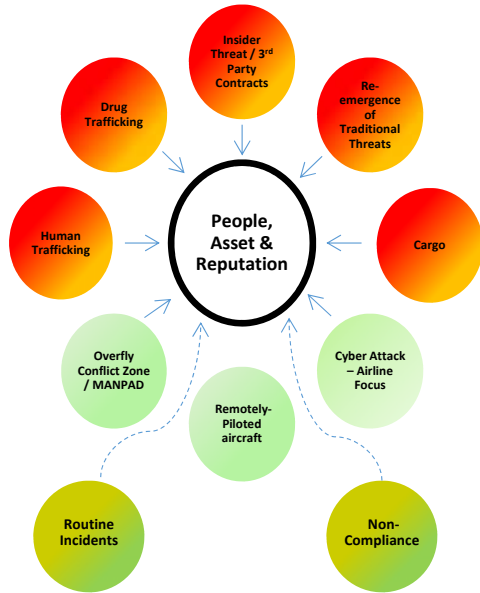 Insider
Threat / 3rd
Party
Contracts
Drug
Trafficking
Re-
emergence
of
Traditional
Threats
People,
Asset &
Reputation
Human
Trafficking
Cargo
Overfly
Conflict Zone
/ MANPAD
Cyber Attack
– Airline
Focus
Remotely-
Piloted
aircraft
Routine
Incidents
Non-
Compliance